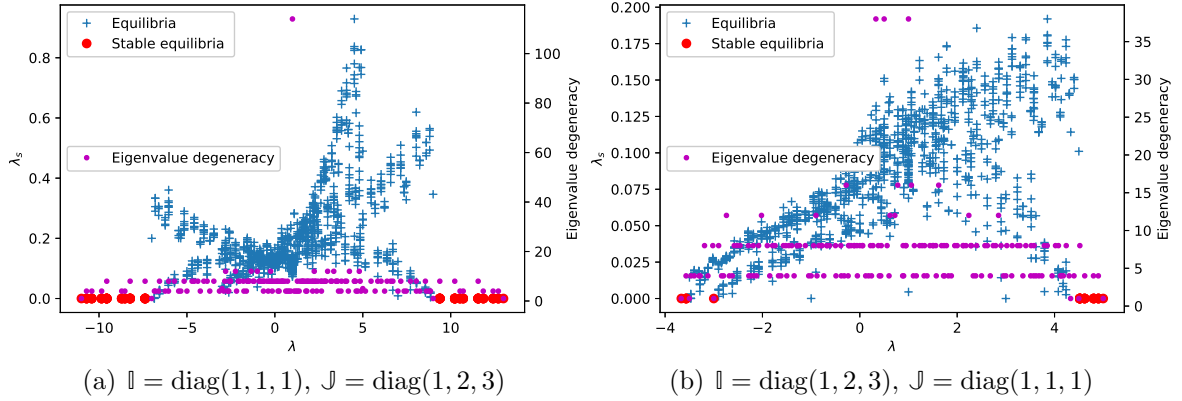 Equilibria
Stable equilibria
Eigenvalue degeneracy
0.0
0.2
0.4
0.6
0.8
λs
−10
−5
0
5
10
λ
0
20
40
60
80
100
Eigenvalue degeneracy
(a) 𝕀 = diag(1, 1, 1), 𝕁 = diag(1, 2, 3)
Equilibria
Stable equilibria
Eigenvalue degeneracy
0.000
0.025
0.050
0.075
0.100
0.125
0.150
0.175
0.200
λs
−4
−2
0
2
4
λ
0
5
10
15
20
25
30
35
Eigenvalue degeneracy
(b) 𝕀 = diag(1, 2, 3), 𝕁 = diag(1, 1, 1)